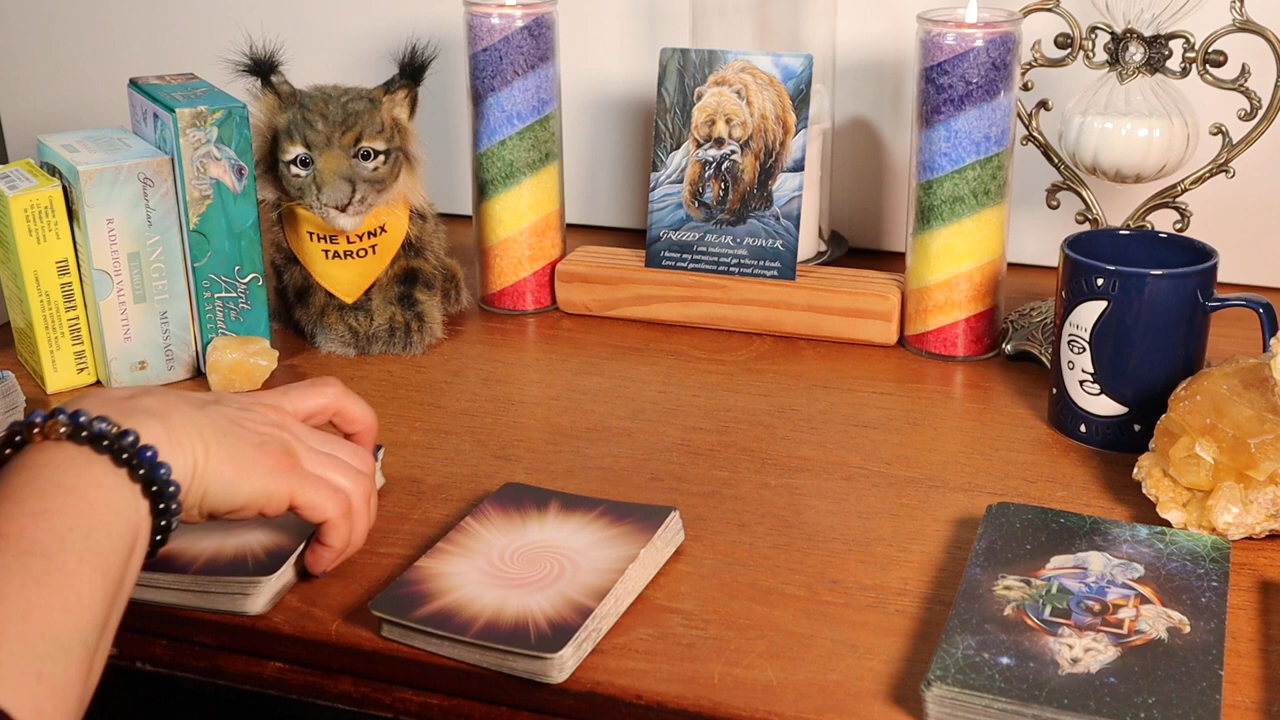 THE LYNX
TAROT
GRIZZLY BEAR • POWER
I am indestructible.
I honor my intuition and go where it leads.
Love and gentleness are my real strength.
THE RIDER TAROT DECK
Guardian ANGEL MESSAGES
TAROT
RADLEIGH VALENTINE
Spirit of the
Animals
ORACLE